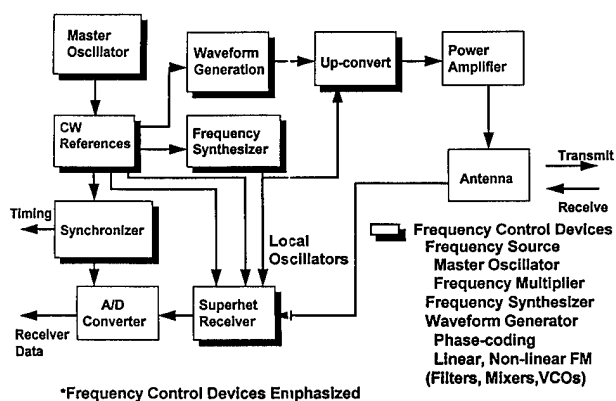 Master
Oscillator
Waveform
Generation
Up-convert
Power
Amplifier
CW
References
Frequency
Synthesizer
Antenna
Transmit
Receive
Timing
Synchronizer
Local
Oscillators
A/D
Converter
Superhet
Receiver
Receiver
Data
Frequency Control Devices
Frequency Source
Master Oscillator
Frequency Multiplier
Frequency Synthesizer
Waveform Generator
Phase-coding
Linear, Non-linear FM
(Filters, Mixers,VCOs)
*Frequency Control Devices Emphasized